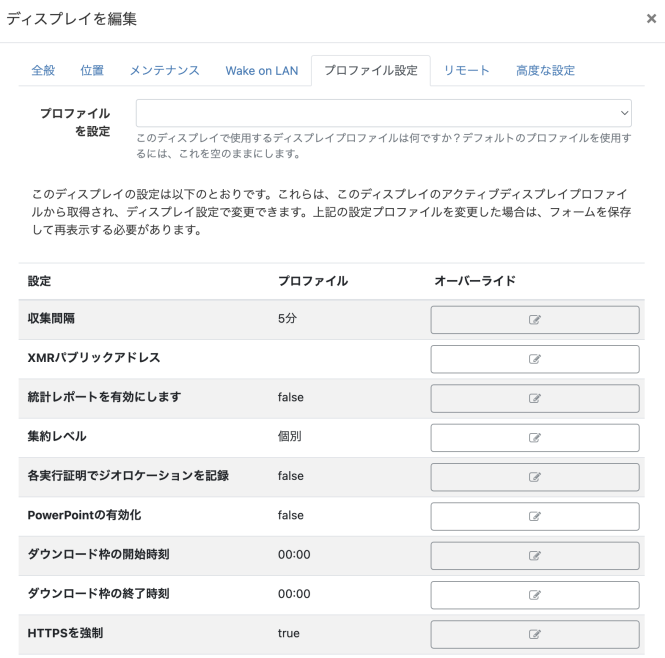 ディスプレイを編集
×
全般 位置 メンテナンス Wake on LAN プロファイル設定 リモート 高度な設定
プロファイル
を設定
このディスプレイで使用するディスプレイプロファイルは何ですか？デフォルトのプロファイルを使用す
るには、これを空のままにします。
このディスプレイの設定は以下のとおりです。これらは、このディスプレイのアクティブディスプレイプロファイ
ルから取得され、ディスプレイ設定で変更できます。上記の設定プロファイルを変更した場合は、フォームを保存
して再表示する必要があります。
設定 プロファイル オーバーライド
収集間隔 5分
XMRパブリックアドレス
統計レポートを有効にします false
集約レベル 個別
各実行証明でジオロケーションを記録 false
PowerPointの有効化 false
ダウンロード枠の開始時刻 00:00
ダウンロード枠の終了時刻 00:00
HTTPSを強制 true